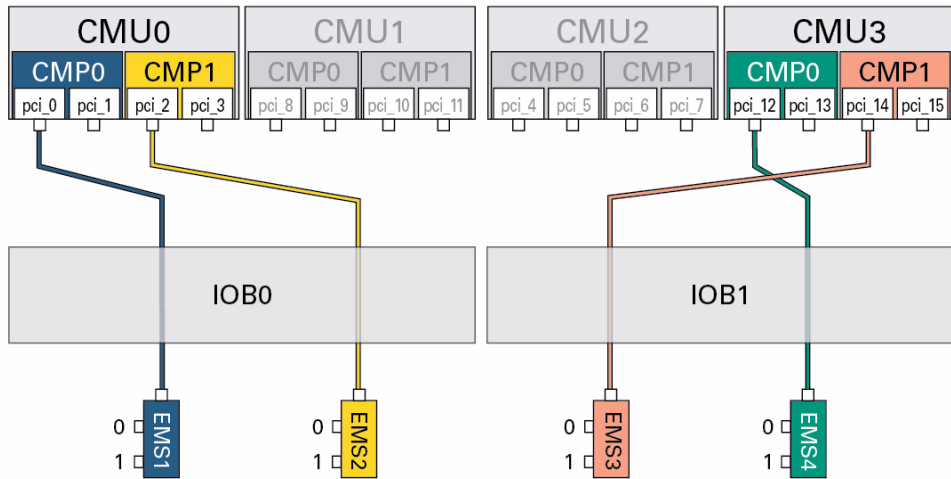 CMU0 CMU1 CMU2 CMU3
CMP0 CMP1 CMP0 CMP1 CMP0 CMP1 CMP0 CMP1
pci_0 pci_1 pci_2 pci_3 pci_8 pci_9 pci_10 pci_11 pci_4 pci_5 pci_6 pci_7 pci_12 pci_13 pci_14 pci_15
IOB0 IOB1
0 1 EMS1
0 1 EMS2
0 1 EMS3
0 1 EMS4